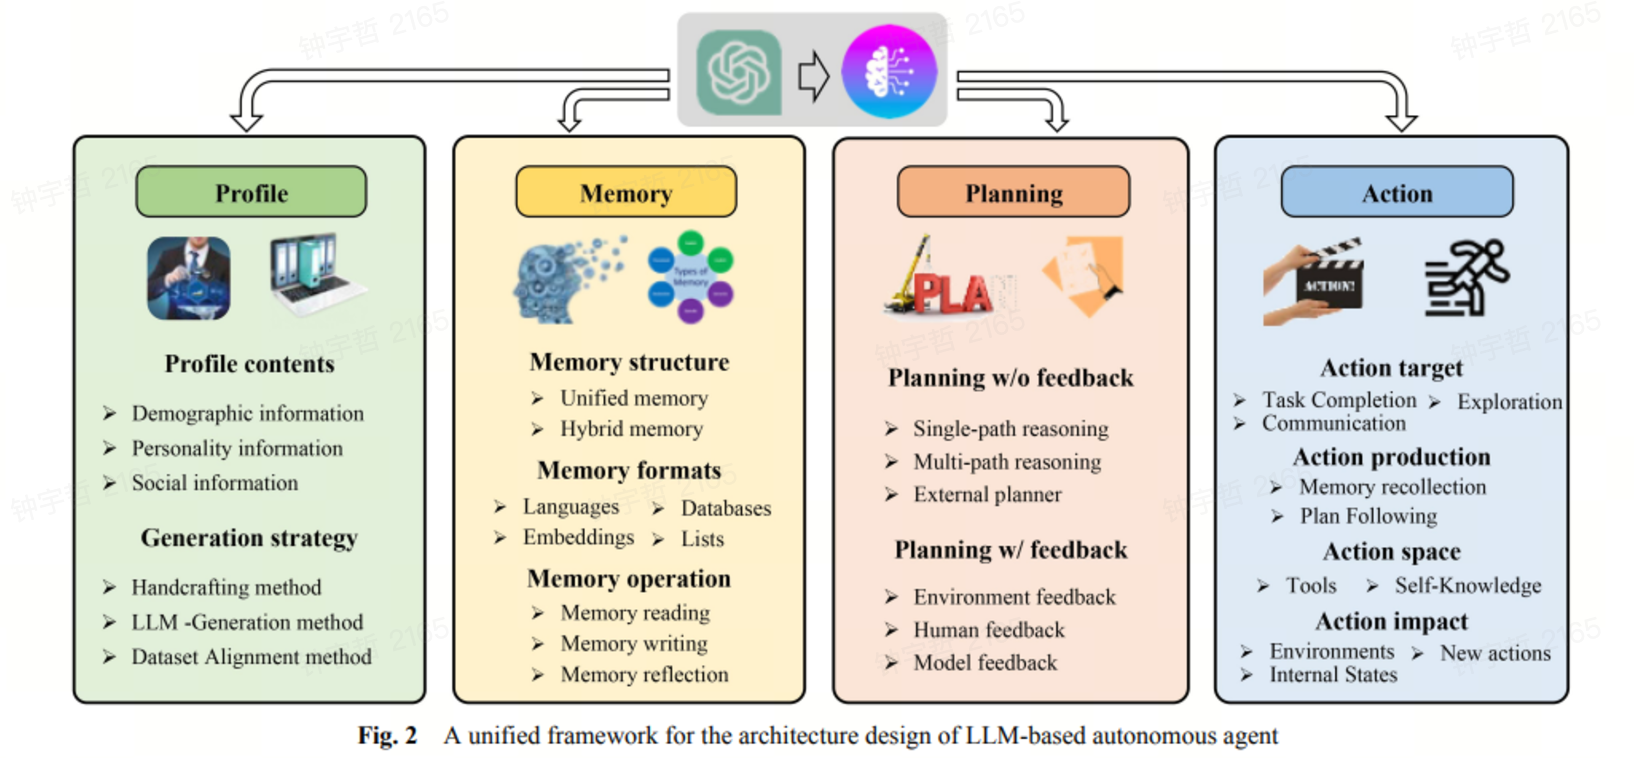 Profile
Profile contents
➢ Demographic information
➢ Personality information
➢ Social information
Generation strategy
➢ Handcrafting method
➢ LLM -Generation method
➢ Dataset Alignment method
Memory
Types of
Memory
Memory structure
➢ Unified memory
➢ Hybrid memory
Memory formats
➢ Languages ➢ Databases
➢ Embeddings ➢ Lists
Memory operation
➢ Memory reading
➢ Memory writing
➢ Memory reflection
Planning
PLAN
Planning w/o feedback
➢ Single-path reasoning
➢ Multi-path reasoning
➢ External planner
Planning w/ feedback
➢ Environment feedback
➢ Human feedback
➢ Model feedback
Action
ACTION!
Action target
➢ Task Completion ➢ Exploration
➢ Communication
Action production
➢ Memory recollection
➢ Plan Following
Action space
➢ Tools ➢ Self-Knowledge
Action impact
➢ Environments ➢ New actions
➢ Internal States
Fig. 2 A unified framework for the architecture design of LLM-based autonomous agent
钟宇哲 2165